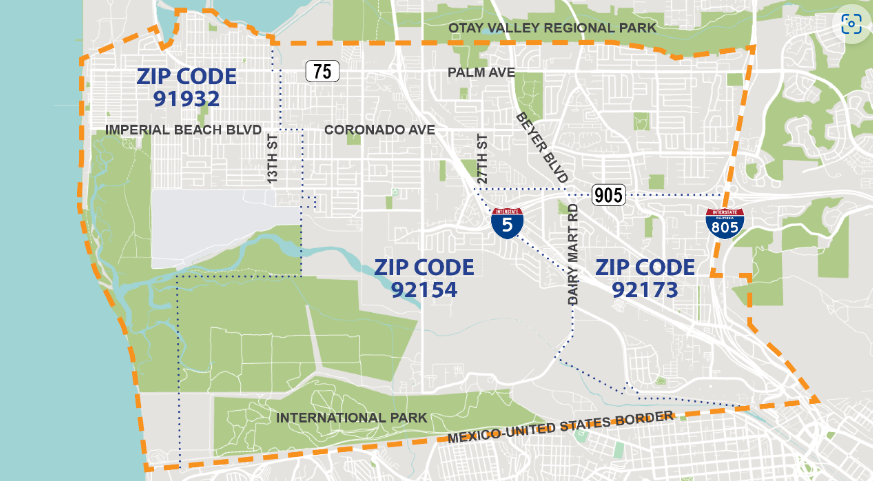 OTAY VALLEY REGIONAL PARK
ZIP CODE
91932
75
PALM AVE
IMPERIAL BEACH BLVD
CORONADO AVE
13TH ST
27TH ST
BEYER BLVD
905
INTERSTATE
5
INTERSTATE
805
DAIRY MART RD
ZIP CODE
92154
ZIP CODE
92173
INTERNATIONAL PARK
MEXICO-UNITED STATES BORDER